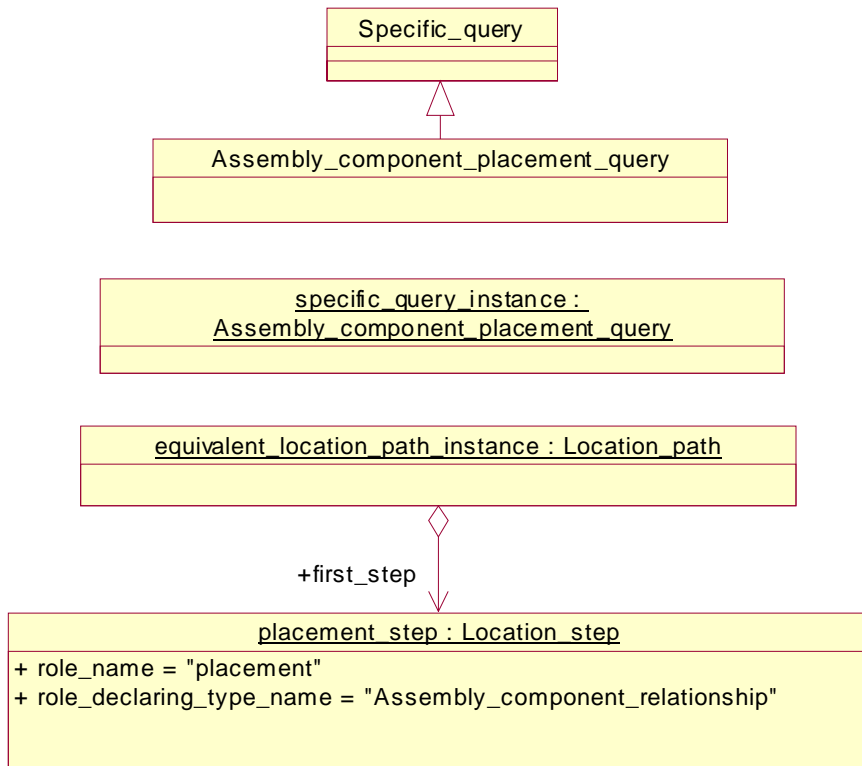 Specific_query
Assembly_component_placement_query
specific_query_instance :
Assembly_component_placement_query
equivalent_location_path_instance : Location_path
+first_step
placement_step : Location_step
+ role_name = "placement"
+ role_declaring_type_name = "Assembly_component_relationship"